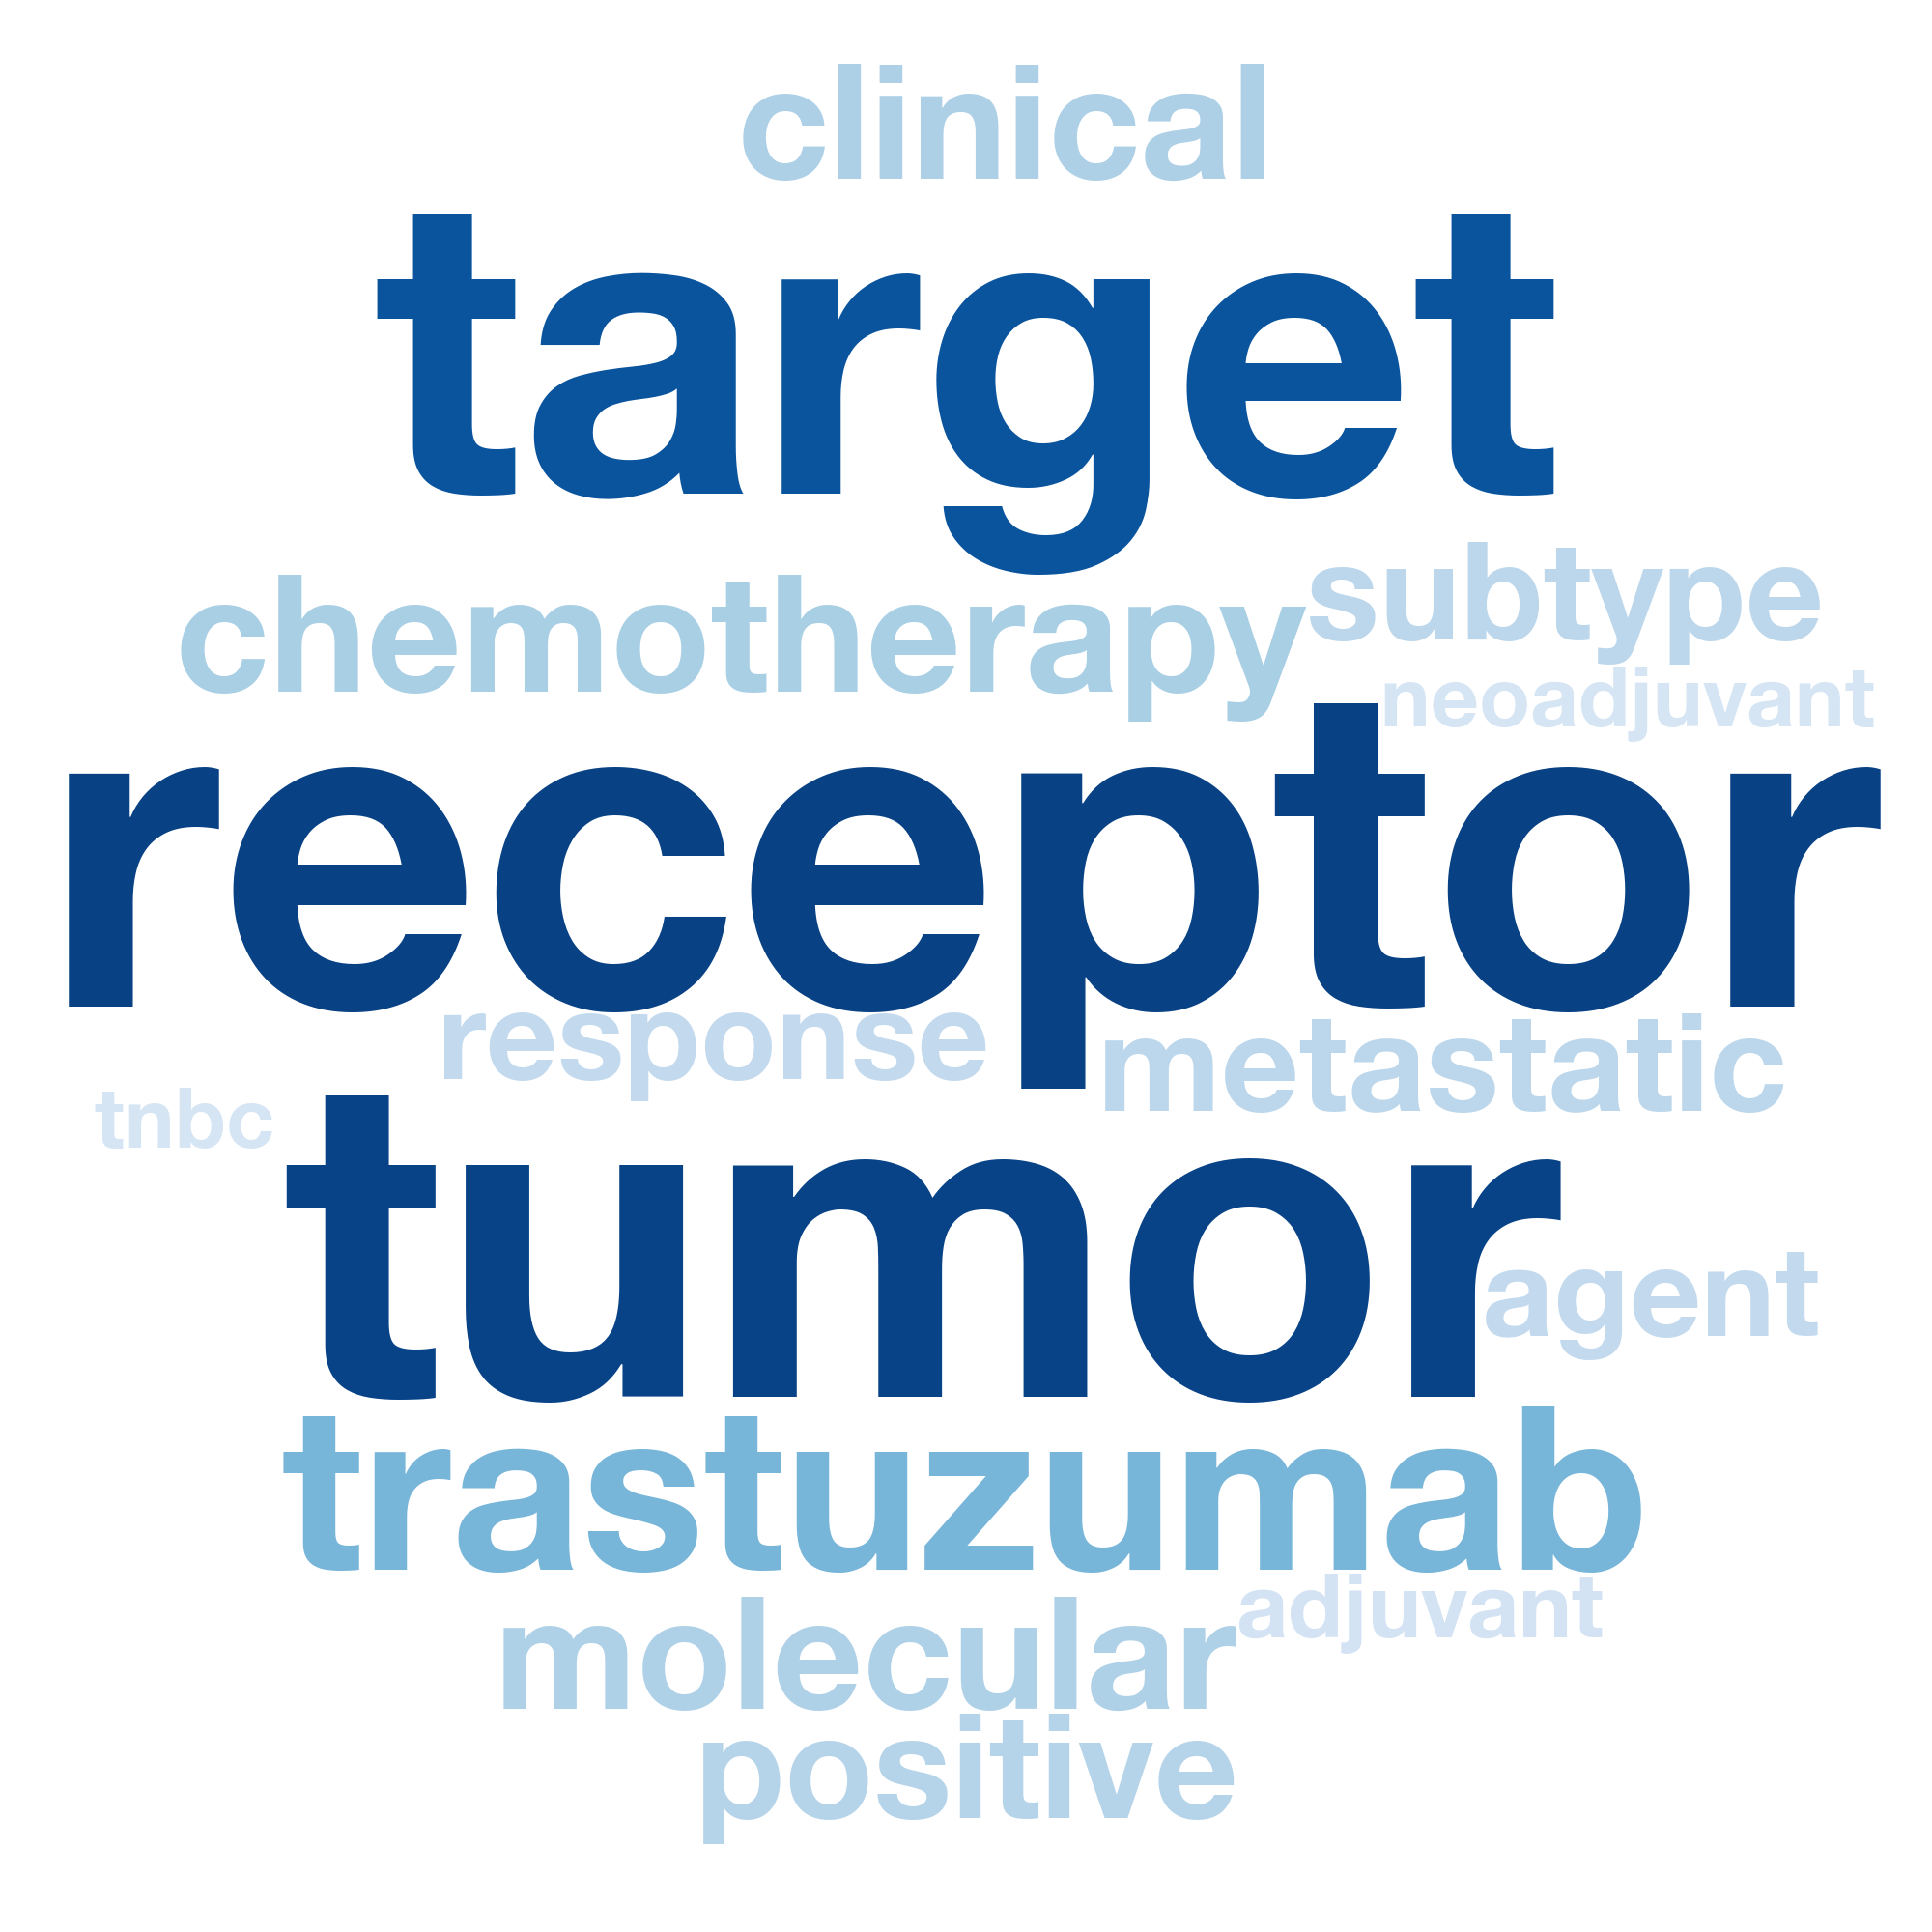 clinical
target
chemotherapy
subtype
neoadjuvant
receptor
response
metastatic
tnbc
tumor
agent
trastuzumab
adjuvant
molecular
positive